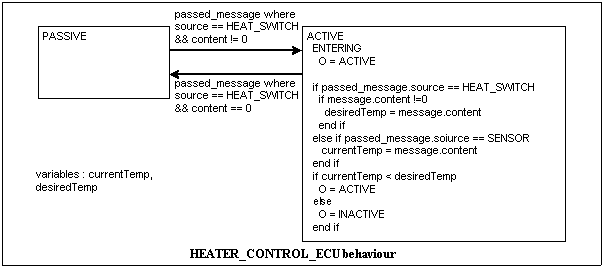 passed_message where
source == HEAT_SWITCH
&& content != 0
PASSIVE
passed_message where
source == HEAT_SWITCH
&& content == 0
ACTIVE
ENTERING
O = ACTIVE
if passed_message.source == HEAT_SWITCH
if message.content !=0
desiredTemp = message.content
end if
else if passed_message.soiurce == SENSOR
currentTemp = message.content
end if
if currentTemp < desiredTemp
O = ACTIVE
else
O = INACTIVE
end if
variables : currentTemp,
desiredTemp
HEATER_CONTROL_ECU behaviour